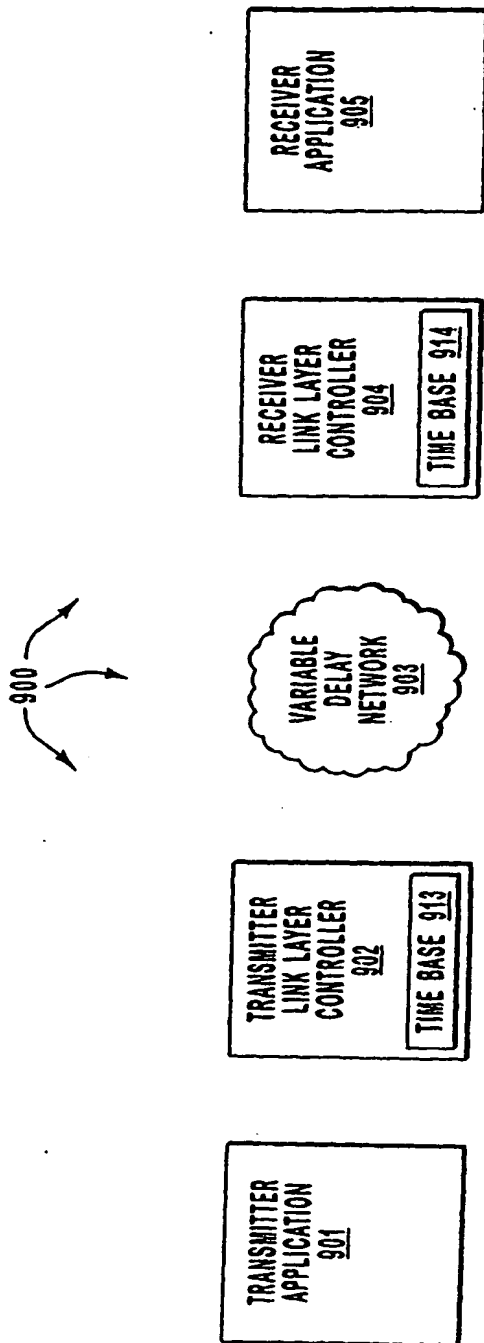 900
TRANSMITTER
APPLICATION
901
TRANSMITTER
LINK LAYER
CONTROLLER
902
TIME BASE 913
VARIABLE
DELAY
NETWORK
903
RECEIVER
LINK LAYER
CONTROLLER
904
TIME BASE 914
RECEIVER
APPLICATION
905